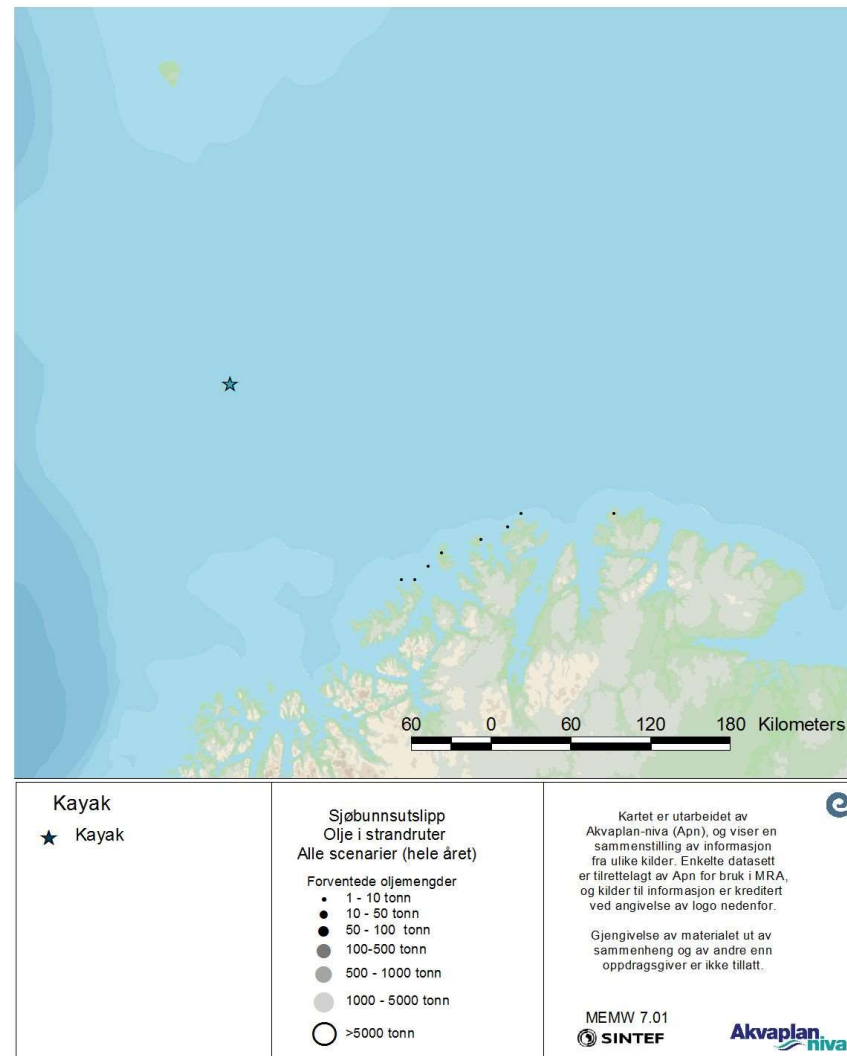 60 0 60 120 180 Kilometers
Kayak
Kayak
Sjøbunnsutslipp
Olje i strandruter
Alle scenarier (hele året)
Forventede oljemengder
1 - 10 tonn
10 - 50 tonn
50 - 100 tonn
100-500 tonn
500 - 1000 tonn
1000 - 5000 tonn
>5000 tonn
Kartet er utarbeidet av
Akvaplan-niva (Apn), og viser en
sammenstilling av informasjon
fra ulike kilder. Enkelte datasett
er tilrettelagt av Apn for bruk i MRA,
og kilder til informasjon er kreditert
ved angivelse av logo nedenfor.
Gjengivelse av materialet ut av
sammenheng og av andre enn
oppdragsgiver er ikke tillatt.
MEMW 7.01
SINTEF
Akvaplan
niva